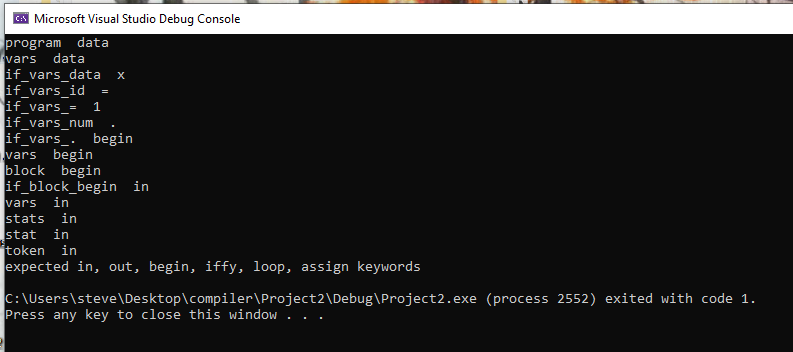 Microsoft Visual Studio Debug Console
program  data
vars  data
if_vars_data  x
if_vars_id  =
if_vars_=  1
if_vars_num  .
if_vars_.  begin
vars  begin
block  begin
if_block_begin  in
vars  in
stats  in
stat  in
token  in
expected in, out, begin, iffy, loop, assign keywords
C:\Users\steve\Desktop\compiler\Project2\Debug\Project2.exe (process 2552) exited with code 1.
Press any key to close this window . . .